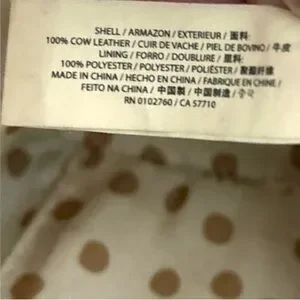 SHELL / ARMAZON / EXTERIEUR / 面料:
100% COW LEATHER / CUIR DE VACHE / PIEL DE BOVINO / 牛皮
LINING / FORRO / DOUBLURE / 里料:
100% POLYESTER / POLYESTER / POLIÉSTER / 聚酯纤维
MADE IN CHINA / HECHO EN CHINA / FABRIQUE EN CHINE /
FEITO NA CHINA / 中国製 / 中国制造 / 중국
RN 0102760 / CA 57710